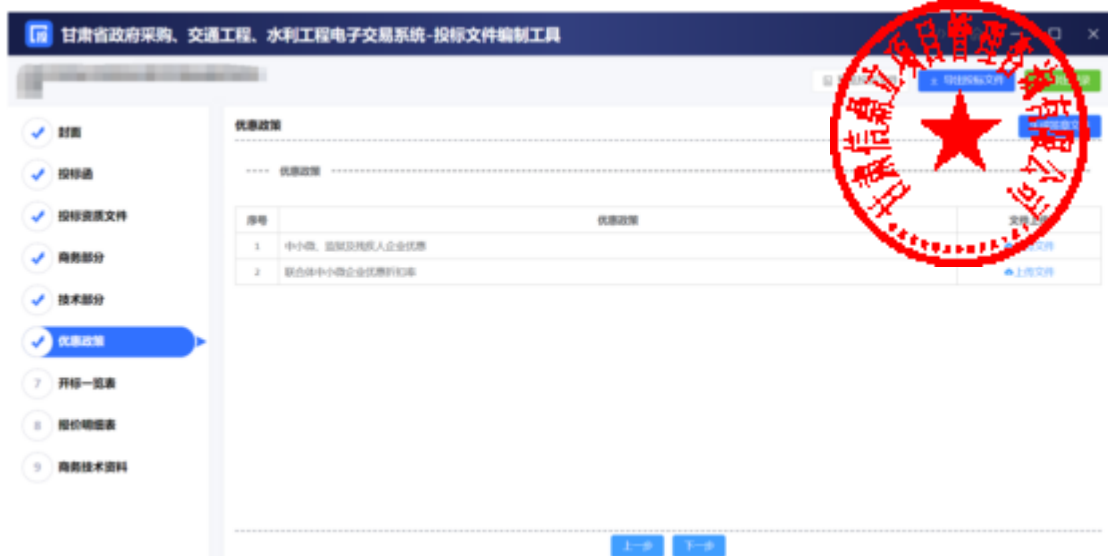 甘肃省政府采购、交通工程、水利工程电子交易系统-投标文件编制工具
导出投标文件
封面
投标函
投标资质文件
商务部分
技术部分
优惠政策
7 开标一览表
8 报价明细表
9 商务技术资料
优惠政策
优惠政策
序号 优惠政策
1 中小微、监狱及残疾人企业优惠
2 联合体中小微企业优惠折扣率 上传文件
上一步 下一步